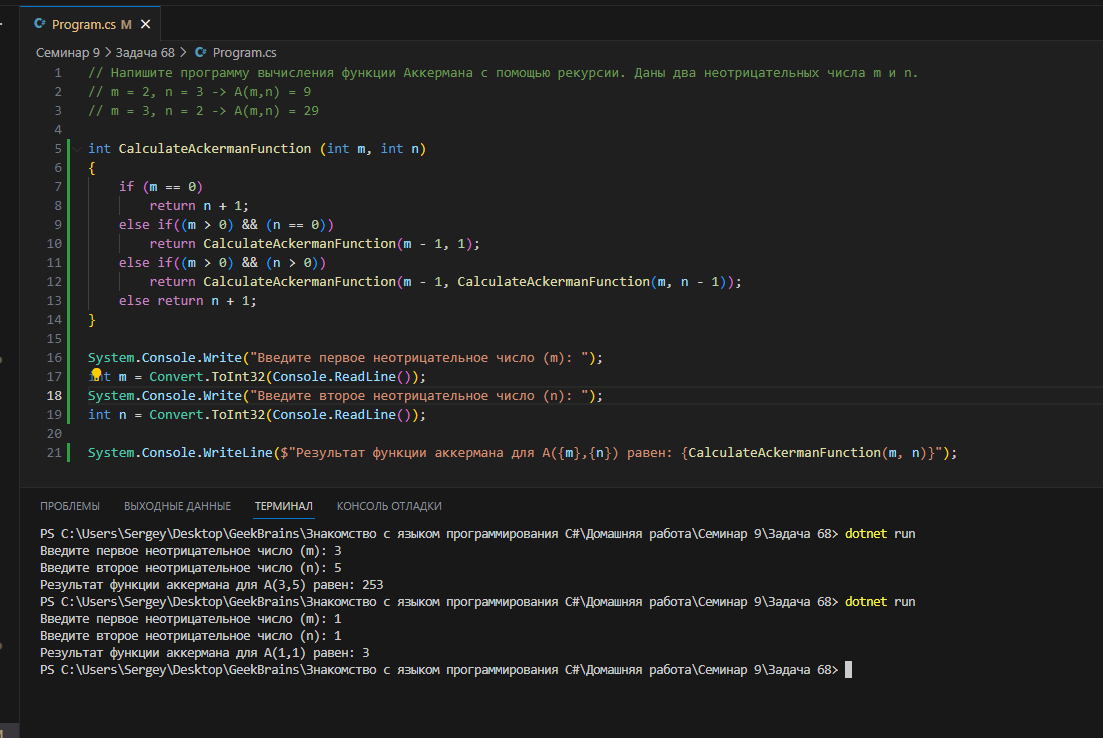 Program.cs M
Семинар 9 > Задача 68 > Program.cs
1 // Напишите программу вычисления функции Аккермана с помощью рекурсии. Даны два неотрицательных числа m и n.
2 // m = 2, n = 3 -> A(m,n) = 9
3 // m = 3, n = 2 -> A(m,n) = 29
4
5 int CalculateAckermanFunction (int m, int n)
6 {
7 if (m == 0)
8 return n + 1;
9 else if((m > 0) && (n == 0))
10 return CalculateAckermanFunction(m - 1, 1);
11 else if((m > 0) && (n > 0))
12 return CalculateAckermanFunction(m - 1, CalculateAckermanFunction(m, n - 1));
13 else return n + 1;
14 }
15
16 System.Console.Write("Введите первое неотрицательное число (m): ");
17 int m = Convert.ToInt32(Console.ReadLine());
18 System.Console.Write("Введите второе неотрицательное число (n): ");
19 int n = Convert.ToInt32(Console.ReadLine());
20
21 System.Console.WriteLine($"Результат функции аккермана для A({m},{n}) равен: {CalculateAckermanFunction(m, n)}");
ПРОБЛЕМЫ ВЫХОДНЫЕ ДАННЫЕ ТЕРМИНАЛ КОНСОЛЬ ОТЛАДКИ
PS C:\Users\Sergey\Desktop\GeekBrains\Знакомство с языком программирования C#\Домашняя работа\Семинар 9\Задача 68> dotnet run
Введите первое неотрицательное число (m): 3
Введите второе неотрицательное число (n): 5
Результат функции аккермана для A(3,5) равен: 253
PS C:\Users\Sergey\Desktop\GeekBrains\Знакомство с языком программирования C#\Домашняя работа\Семинар 9\Задача 68> dotnet run
Введите первое неотрицательное число (m): 1
Введите второе неотрицательное число (n): 1
Результат функции аккермана для A(1,1) равен: 3
PS C:\Users\Sergey\Desktop\GeekBrains\Знакомство с языком программирования C#\Домашняя работа\Семинар 9\Задача 68>